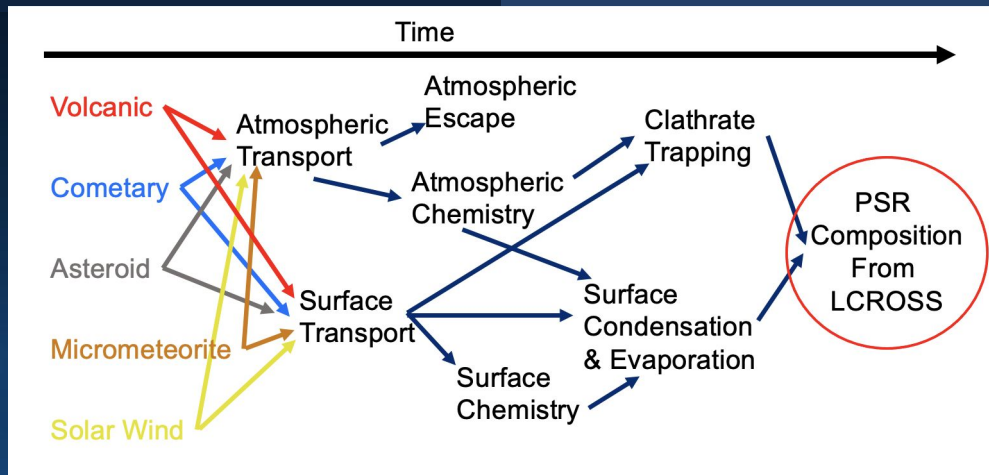 Time
Volcanic
Cometary
Asteroid
Micrometeorite
Solar Wind
Atmospheric
Transport
Surface
Transport
Atmospheric
Escape
Atmospheric
Chemistry
Surface
Chemistry
Clathrate
Trapping
Surface
Condensation
& Evaporation
PSR
Composition
From
LCROSS